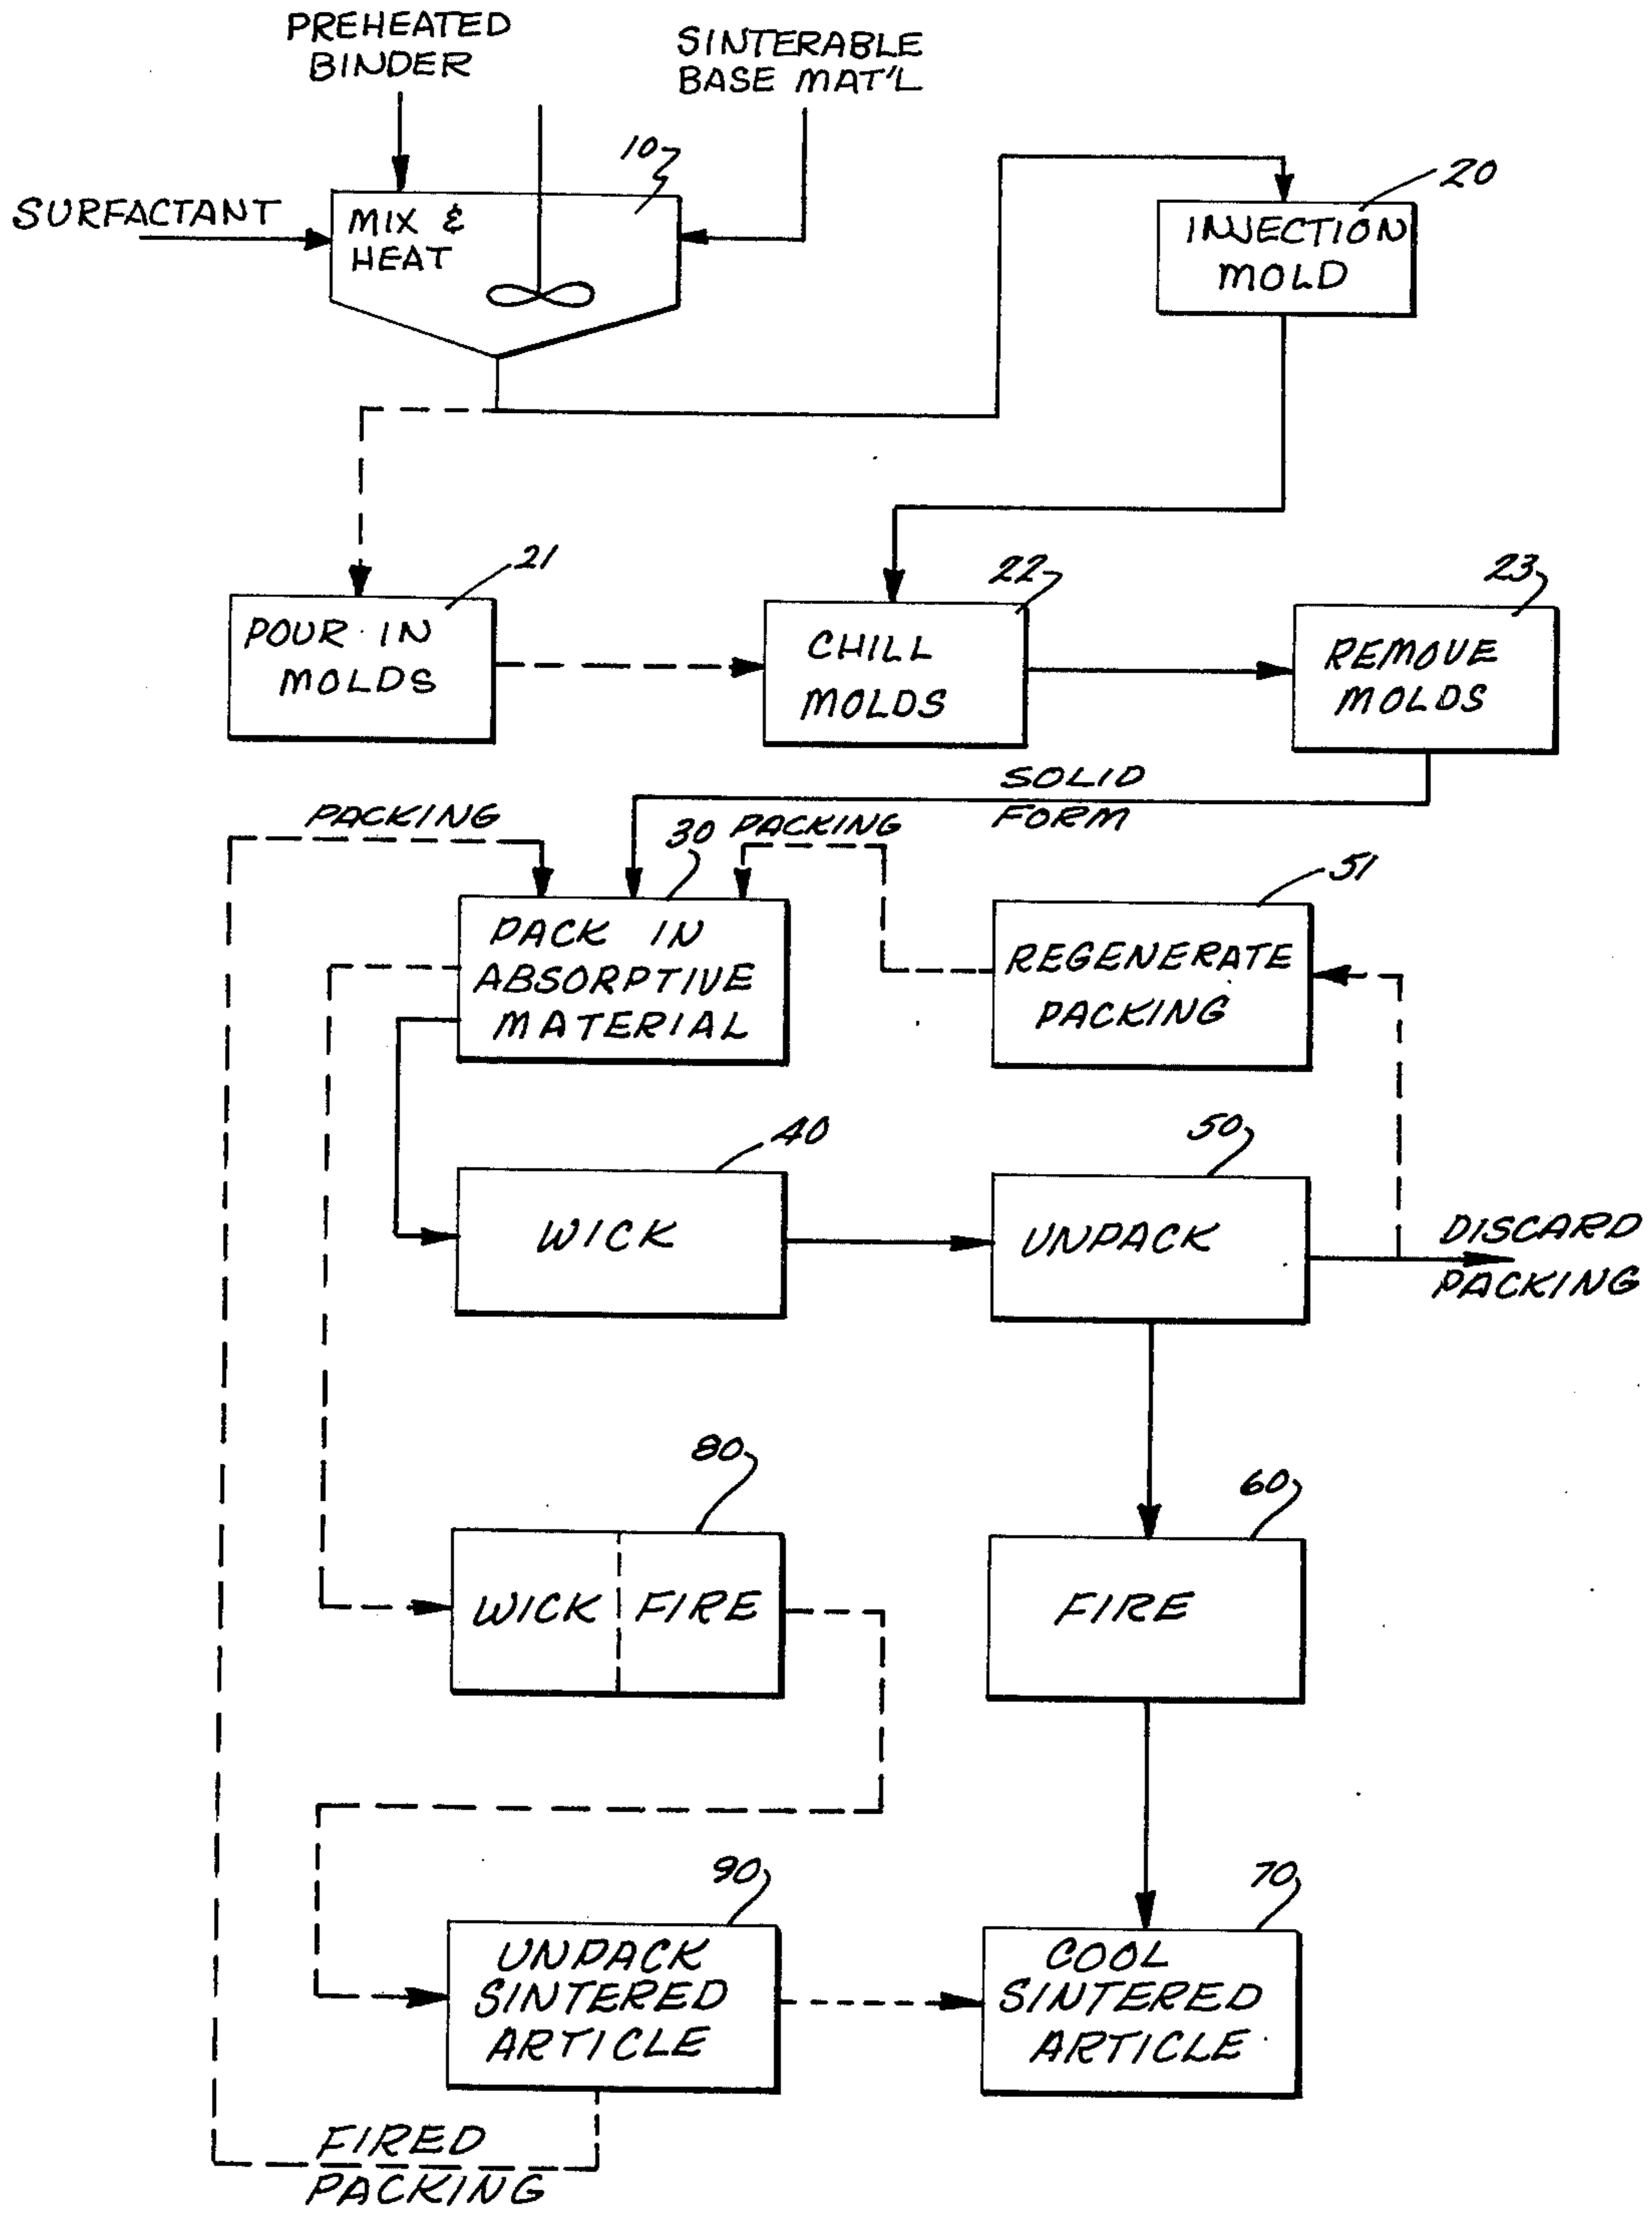 PREHEATED
BINDER
SINTERABLE
BASE MAT'L
10
SURFACTANT
MIX &
HEAT
20
INJECTION
MOLD
21
POUR IN
MOLDS
22
CHILL
MOLDS
23
REMOVE
MOLDS
SOLID
FORM
PACKING
30
PACKING
PACK IN
ABSORPTIVE
MATERIAL
51
REGENERATE
PACKING
40
WICK
50
UNPACK
DISCARD
PACKING
80
WICK FIRE
60
FIRE
90
UNPACK
SINTERED
ARTICLE
70
COOL
SINTERED
ARTICLE
FIRED
PACKING